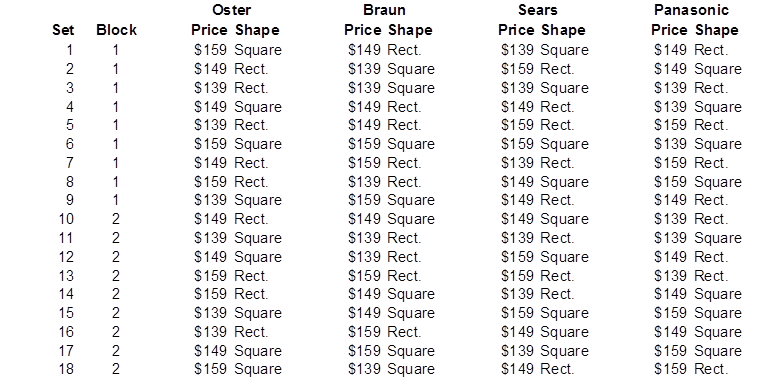 Oster Braun Sears Panasonic
Set Block Price Shape Price Shape Price Shape Price Shape
1 1 $159 Square $149 Rect. $139 Square $149 Rect.
2 1 $149 Rect. $139 Square $159 Rect. $149 Square
3 1 $139 Rect. $139 Square $139 Square $159 Rect.
4 1 $149 Square $149 Rect. $149 Rect. $139 Square
5 1 $139 Rect. $149 Rect. $159 Rect. $159 Rect.
6 1 $159 Square $159 Square $159 Square $139 Square
7 1 $149 Rect. $159 Rect. $139 Rect. $159 Rect.
8 1 $159 Rect. $139 Rect. $149 Square $159 Square
9 1 $139 Square $159 Square $149 Rect. $149 Rect.
10 2 $149 Rect. $149 Square $149 Square $139 Rect.
11 2 $139 Square $139 Rect. $139 Rect. $139 Square
12 2 $149 Square $139 Rect. $159 Square $149 Rect.
13 2 $159 Rect. $159 Rect. $159 Rect. $139 Rect.
14 2 $159 Rect. $149 Square $139 Rect. $149 Square
15 2 $139 Square $149 Square $159 Square $159 Square
16 2 $139 Rect. $159 Rect. $149 Square $149 Square
17 2 $149 Square $159 Square $139 Square $159 Rect.
18 2 $159 Square $139 Square $149 Rect. $159 Rect.